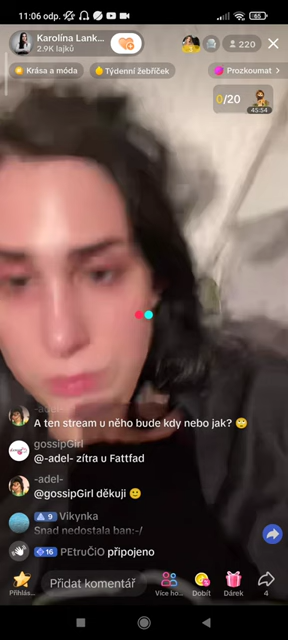 11:06 odp.
65
Karolína Lank...
2.9K lajků
220
Krása a móda
Týdenní žebříček
Prozkoumat >
0/20
45:54
-adel-
A ten stream u něho bude kdy nebo jak? 🙄
gossipGirl
@-adel- zítra u Fattfad
-adel-
@gossipGirl děkuji 🙂
9 Vikynka
Snad nedostala ban:-/
16 PEtruČiO připojeno
Přihlás...
Přidat komentář
Více ho...
Dobít
Dárek
4